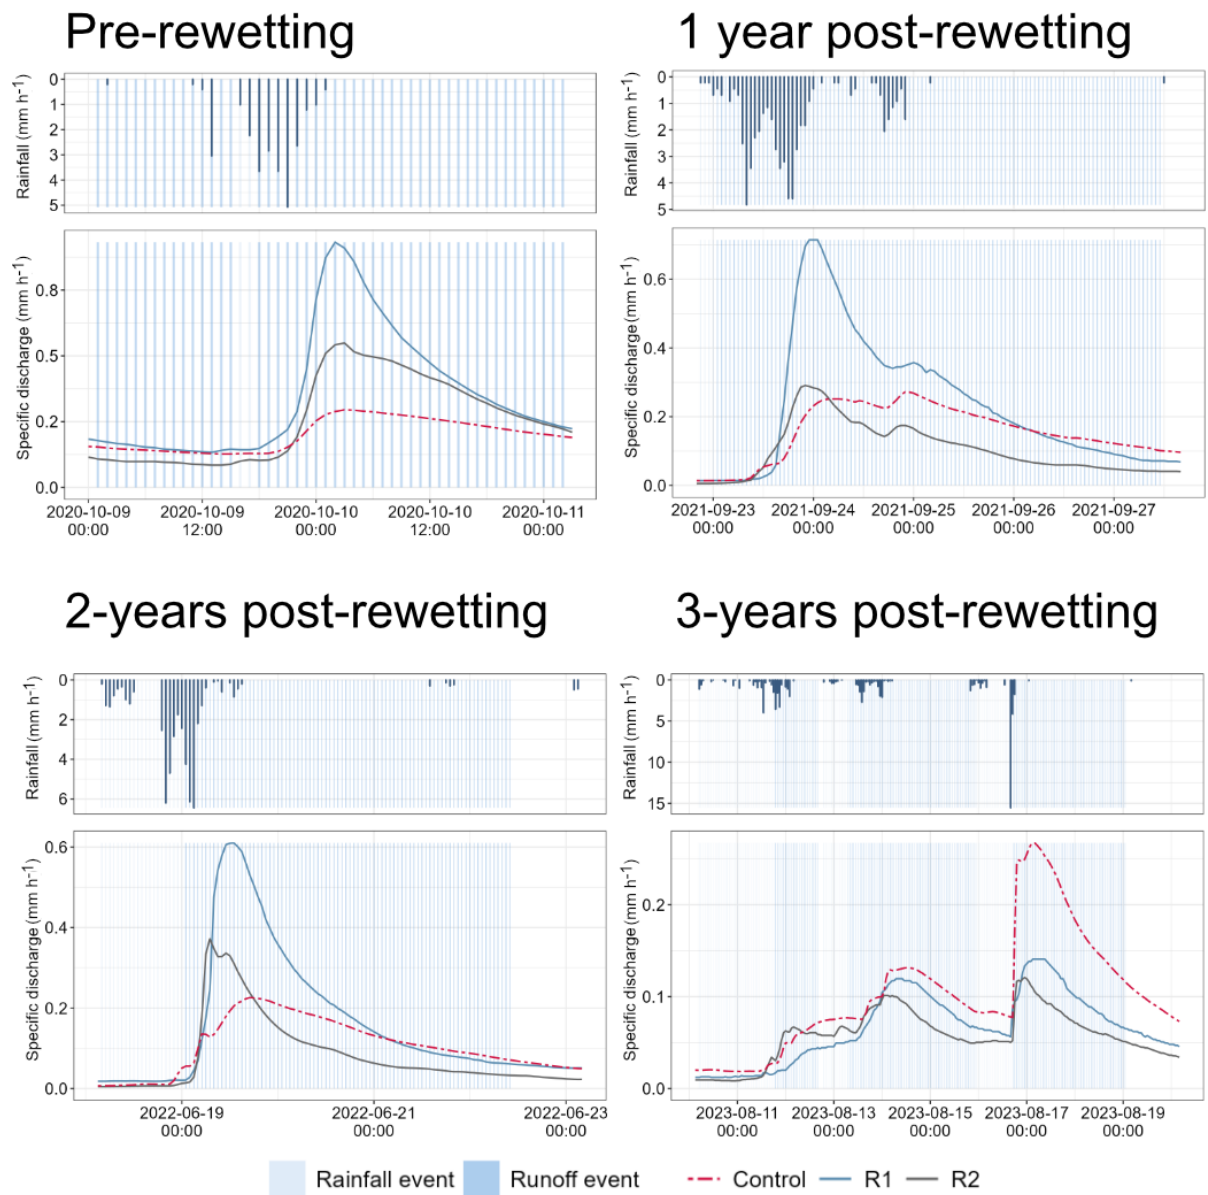 Pre-rewetting
1 year post-rewetting
Rainfall (mm h⁻¹)
0
1
2
3
4
5
Rainfall (mm h⁻¹)
0
1
2
3
4
5
Specific discharge (mm h⁻¹)
0.8
0.5
0.2
0.0
2020-10-09 2020-10-09 2020-10-10 2020-10-10 2020-10-11
00:00 12:00 00:00 12:00 00:00
Specific discharge (mm h⁻¹)
0.6
0.4
0.2
0.0
2021-09-23 2021-09-24 2021-09-25 2021-09-26 2021-09-27
00:00 00:00 00:00 00:00 00:00
2-years post-rewetting
3-years post-rewetting
Rainfall (mm h⁻¹)
0
2
4
6
Rainfall (mm h⁻¹)
0
5
10
15
Specific discharge (mm h⁻¹)
0.6
0.4
0.2
0.0
2022-06-19 2022-06-21 2022-06-23
00:00 00:00 00:00
Specific discharge (mm h⁻¹)
0.2
0.1
0.0
2023-08-11 2023-08-13 2023-08-15 2023-08-17 2023-08-19
00:00 00:00 00:00 00:00 00:00
Rainfall event Runoff event Control R1 R2